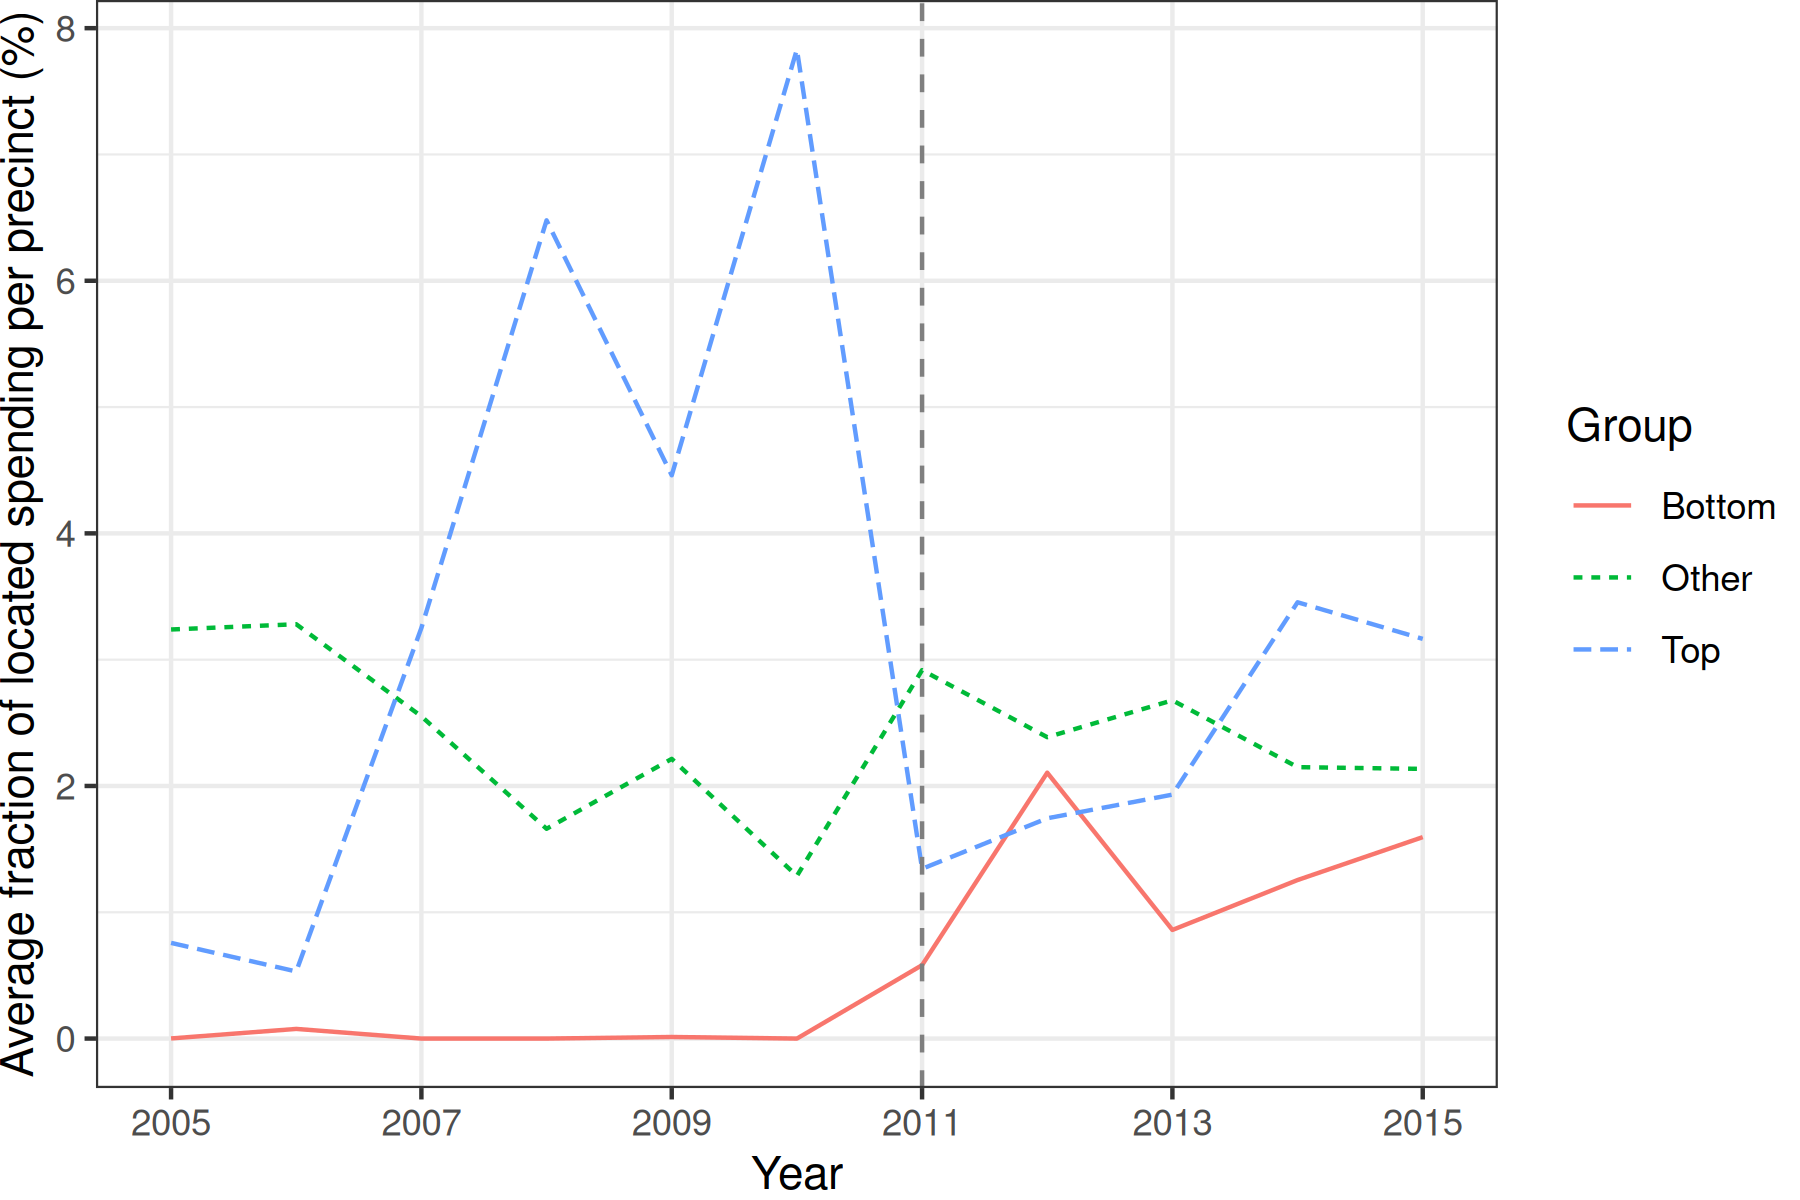 Average fraction of located spending per precinct (%)
8
6
4
2
0
2005 2007 2009 2011 2013 2015
Year
Group
Bottom
Other
Top